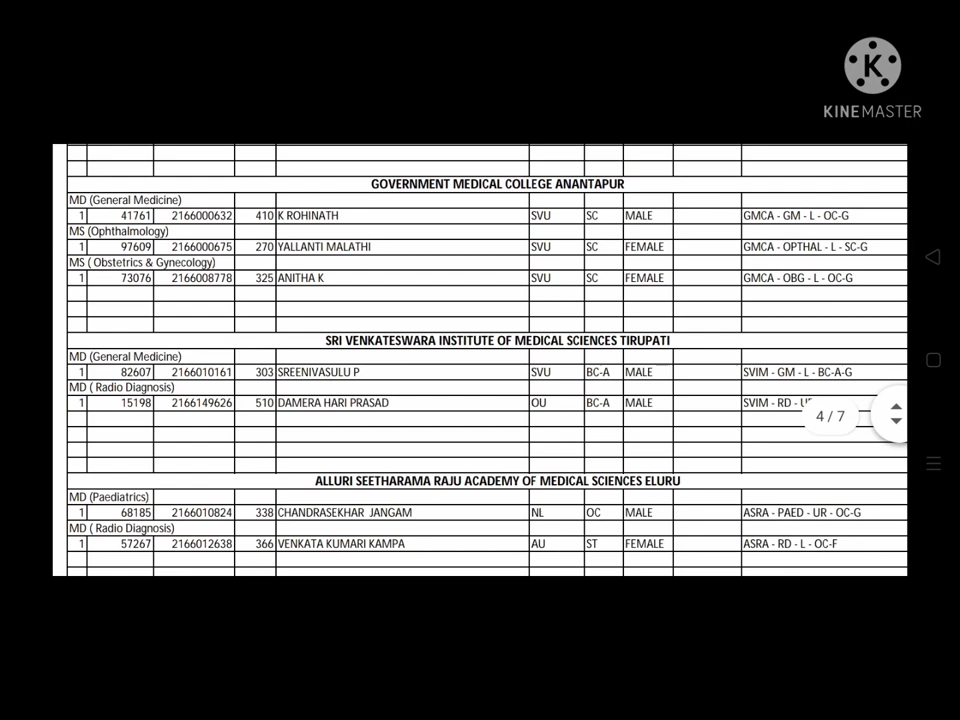 K
KINEMASTER
GOVERNMENT MEDICAL COLLEGE ANANTAPUR
MD (General Medicine)
1 41761 2166000632 410 K ROHINATH SVU SC MALE GMCA - GM - L - OC-G
MS (Ophthalmology)
1 97609 2166000675 270 YALLANTI MALATHI SVU SC FEMALE GMCA - OPTHAL - L - SC-G
MS ( Obstetrics & Gynecology)
1 73076 2166008778 325 ANITHA K SVU SC FEMALE GMCA - OBG - L - OC-G
SRI VENKATESWARA INSTITUTE OF MEDICAL SCIENCES TIRUPATI
MD (General Medicine)
1 82607 2166010161 303 SREENIVASULU P SVU BC-A MALE SVIM - GM - L - BC-A-G
MD ( Radio Diagnosis)
1 15198 2166149626 510 DAMERA HARI PRASAD OU BC-A MALE SVIM - RD -
4 / 7
ALLURI SEETHARAMA RAJU ACADEMY OF MEDICAL SCIENCES ELURU
MD (Paediatrics)
1 68185 2166010824 338 CHANDRASEKHAR JANGAM NL OC MALE ASRA - PAED - UR - OC-G
MD ( Radio Diagnosis)
1 57267 2166012638 366 VENKATA KUMARI KAMPA AU ST FEMALE ASRA - RD - L - OC-F